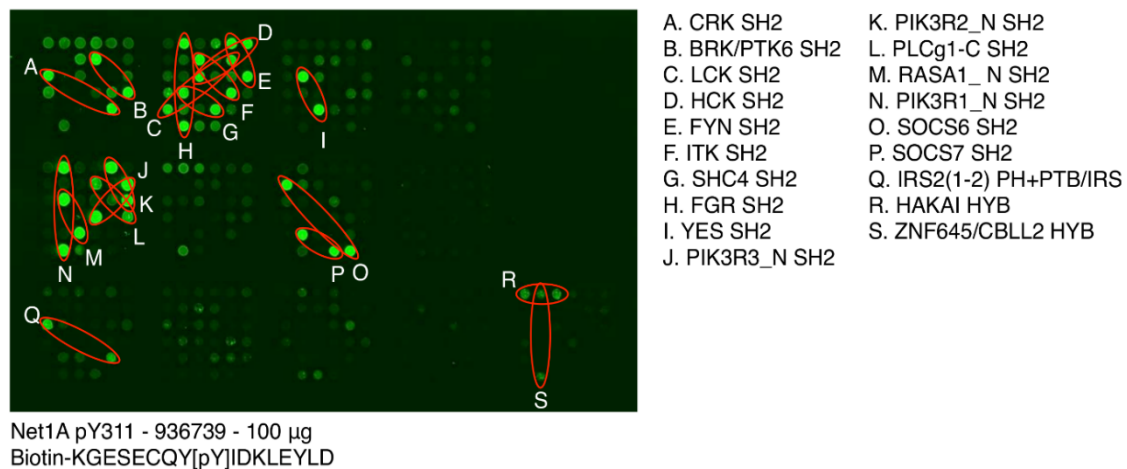 A
B
C
D
E
F
G
H
I
J
K
L
M
N
O
P
Q
R
S
A. CRK SH2
B. BRK/PTK6 SH2
C. LCK SH2
D. HCK SH2
E. FYN SH2
F. ITK SH2
G. SHC4 SH2
H. FGR SH2
I. YES SH2
J. PIK3R3_N SH2
K. PIK3R2_N SH2
L. PLCg1-C SH2
M. RASA1_ N SH2
N. PIK3R1_N SH2
O. SOCS6 SH2
P. SOCS7 SH2
Q. IRS2(1-2) PH+PTB/IRS
R. HAKAI HYB
S. ZNF645/CBLL2 HYB
Net1A pY311 - 936739 - 100 µg
Biotin-KGESECQY[pY]IDKLEYLD